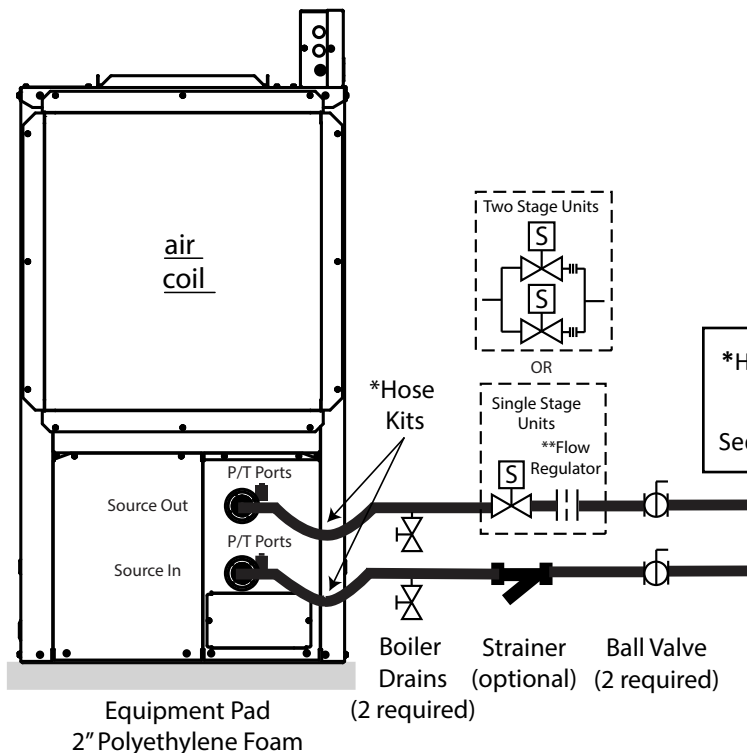 air
coil
Two Stage Units
S
S
OR
*Hose
Kits
Single Stage
Units
**Flow
Regulator
S
P/T Ports
Source Out
P/T Ports
Source In
Boiler
Drains
(2 required)
Strainer
(optional)
Ball Valve
(2 required)
Equipment Pad
2” Polyethylene Foam